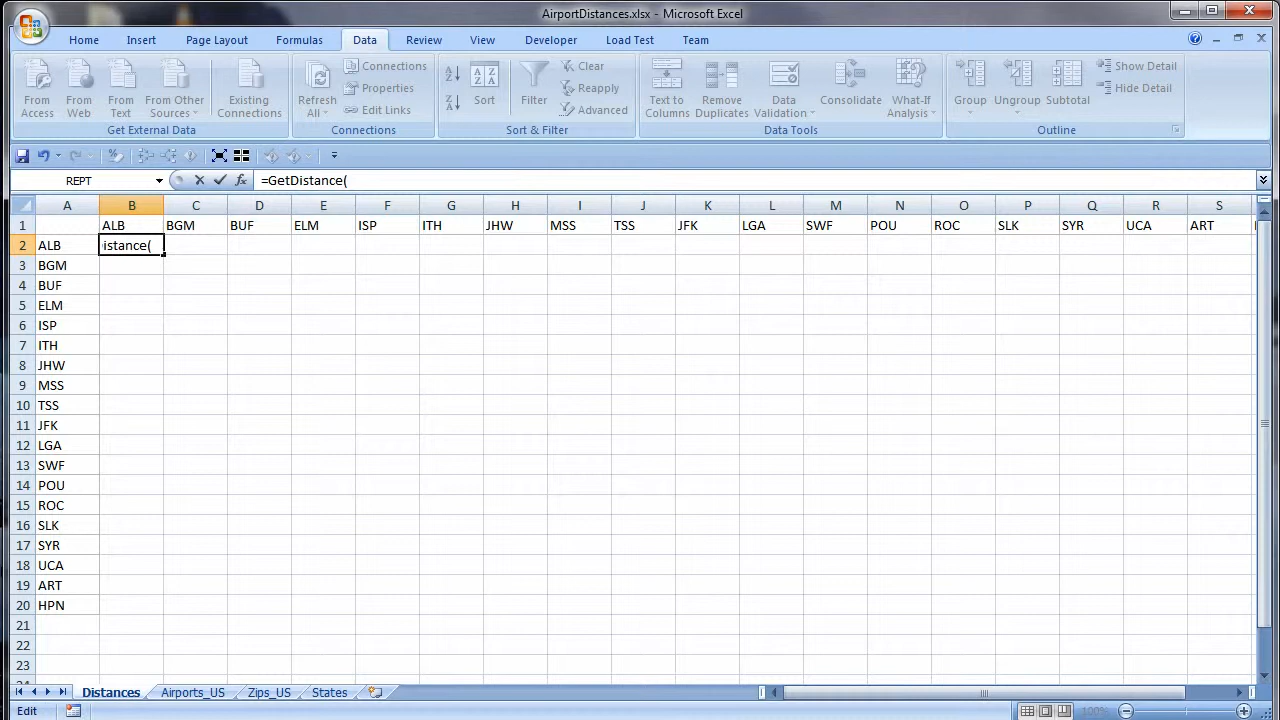 AirportDistances.xlsx - Microsoft Excel
Home Insert Page Layout Formulas Data Review View Developer Load Test Team
From Access
From Web
From Text
From Other Sources
Existing Connections
Get External Data
Refresh All
Connections
Properties
Edit Links
Connections
Sort
Filter
Clear
Reapply
Advanced
Sort & Filter
Text to Columns
Remove Duplicates
Data Validation
Consolidate
What-If Analysis
Data Tools
Group
Ungroup
Subtotal
Show Detail
Hide Detail
Outline
REPT =GetDistance(
A B C D E F G H I J K L M N O P Q R S
1 ALB BGM BUF ELM ISP ITH JHW MSS TSS JFK LGA SWF POU ROC SLK SYR UCA ART
2 ALB istance(
3 BGM
4 BUF
5 ELM
6 ISP
7 ITH
8 JHW
9 MSS
10 TSS
11 JFK
12 LGA
13 SWF
14 POU
15 ROC
16 SLK
17 SYR
18 UCA
19 ART
20 HPN
21
22
23
Distances Airports_US Zips_US States
Edit 100%